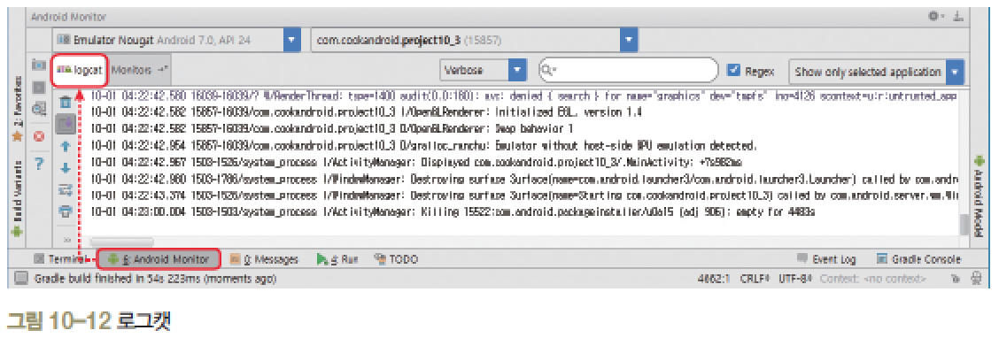 Android Monitor
Emulator Nougat Android 7.0, API 24
com.cookandroid.project10_3 (15857)
logcat
Monitors
Verbose
Regex
Show only selected application
10-01 04:22:42.580 16039-16039/? W/RenderThread: type=1400 audit(0.0:160): avc: denied { search } for name="graphics" dev="tmpfs" ino=4126 scontext=u:r:untrusted_app
10-01 04:22:42.582 15857-16039/com.cookandroid.project10_3 I/OpenGLRenderer: Initialized EGL, version 1.4
10-01 04:22:42.582 15857-16039/com.cookandroid.project10_3 D/OpenGLRenderer: Swap behavior 1
10-01 04:22:42.954 15857-16039/com.cookandroid.project10_3 D/gralloc_ranchu: Emulator without host-side GPU emulation detected.
10-01 04:22:42.967 1503-1526/system_process I/ActivityManager: Displayed com.cookandroid.project10_3/.MainActivity: +7s982ms
10-01 04:22:42.980 1503-1786/system_process I/WindowManager: Destroying surface Surface(name=com.android.launcher3/com.android.launcher3.Launcher) called by com.andr
10-01 04:22:43.374 1503-1526/system_process I/WindowManager: Destroying surface Surface(name=Starting com.cookandroid.project10_3) called by com.android.server.wm.Win
10-01 04:23:00.004 1503-1503/system_process I/ActivityManager: Killing 15522:com.android.packageinstaller/u0a15 (adj 906): empty for 4483s
2: Favorites
Build Variants
Android Model
Terminal
6: Android Monitor
0: Messages
4: Run
TODO
Event Log
Gradle Console
Gradle build finished in 54s 223ms (moments ago)
4662:1 CRLF UTF-8 Context: <no context>
그림 10-12 로그캣